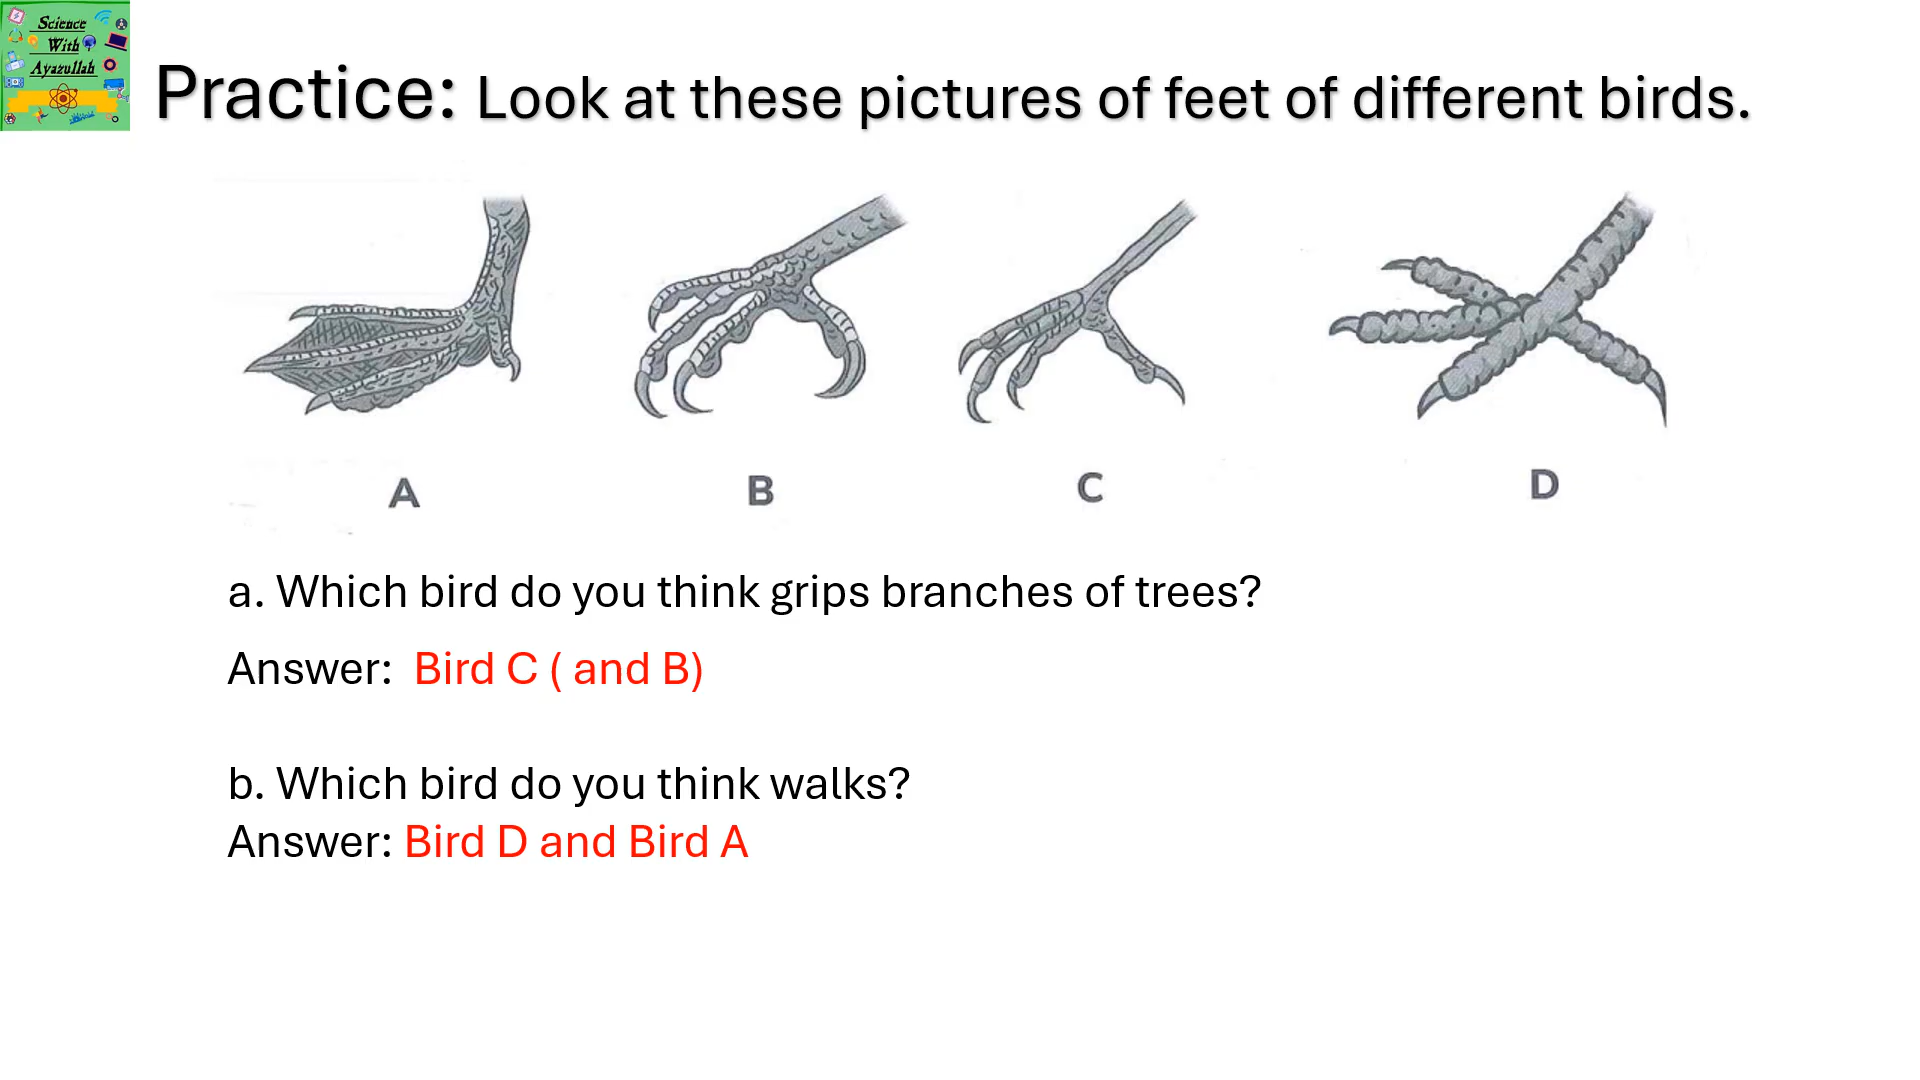 Science
With
Ayazullah
Practice: Look at these pictures of feet of different birds.
A B C D
a. Which bird do you think grips branches of trees?
Answer: Bird C ( and B)
b. Which bird do you think walks?
Answer: Bird D and Bird A